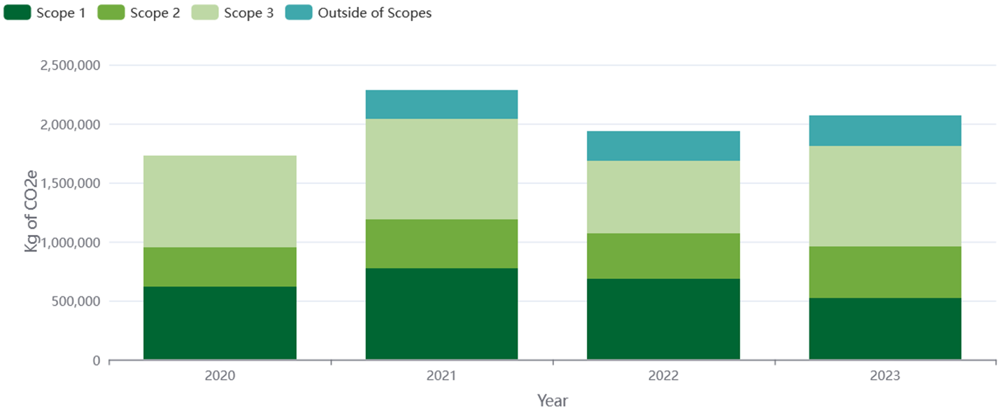 Scope 1 Scope 2 Scope 3 Outside of Scopes
2,500,000
2,000,000
1,500,000
1,000,000
500,000
0
Kg of CO2e
2020 2021 2022 2023
Year